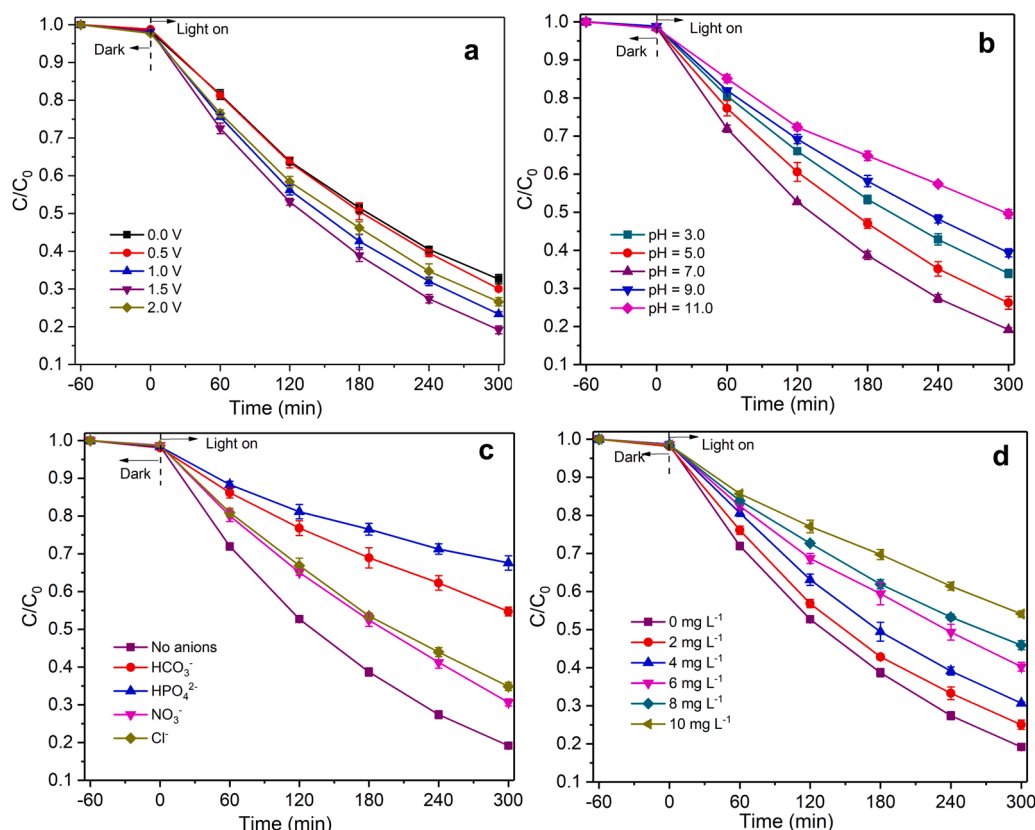 a
Light on
Dark
1.0
0.9
0.8
0.7
0.6
0.5
0.4
0.3
0.2
0.1
C/C₀
0.0 V
0.5 V
1.0 V
1.5 V
2.0 V
-60 0 60 120 180 240 300
Time (min)
b
Light on
Dark
1.0
0.9
0.8
0.7
0.6
0.5
0.4
0.3
0.2
0.1
C/C₀
pH = 3.0
pH = 5.0
pH = 7.0
pH = 9.0
pH = 11.0
-60 0 60 120 180 240 300
Time (min)
c
Light on
Dark
1.0
0.9
0.8
0.7
0.6
0.5
0.4
0.3
0.2
0.1
C/C₀
No anions
HCO₃⁻
HPO₄²⁻
NO₃⁻
Cl⁻
-60 0 60 120 180 240 300
Time (min)
d
Light on
Dark
1.0
0.9
0.8
0.7
0.6
0.5
0.4
0.3
0.2
0.1
C/C₀
0 mg L⁻¹
2 mg L⁻¹
4 mg L⁻¹
6 mg L⁻¹
8 mg L⁻¹
10 mg L⁻¹
-60 0 60 120 180 240 300
Time (min)